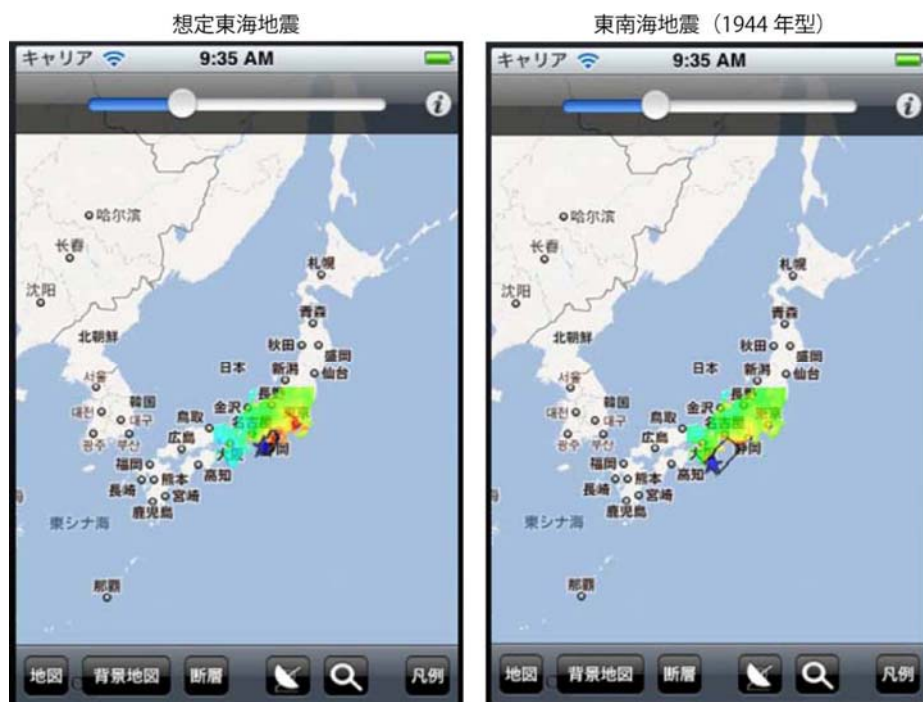 想定東海地震
キャリア 9:35 AM
哈尔滨
长春
沈阳
札幌
北朝鮮
青森
秋田 盛岡
서울
日本 新潟 仙台
韓国
대전 대구
金沢
鳥取
名古屋
광주 부산
広島
大阪
福岡
高知
熊本
長崎
宮崎
鹿児島
東シナ海
那覇
地図 背景地図 断層 凡例
東南海地震（1944 年型）
キャリア 9:35 AM
哈尔滨
长春
沈阳
札幌
北朝鮮
青森
秋田 盛岡
서울
日本 新潟 仙台
韓国
대전 대구
金沢
鳥取
東京
名古屋
광주 부산
広島
静岡
福岡
高知
熊本
長崎
宮崎
鹿児島
東シナ海
那覇
地図 背景地図 断層 凡例